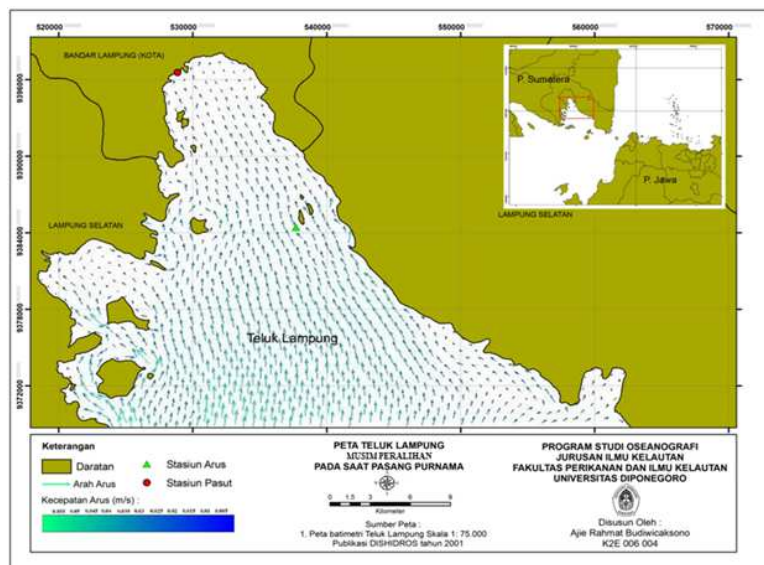 520000 530000 540000 550000 560000 570000
BANDAR LAMPUNG (KOTA)
P. Sumatera
P. Jawa
LAMPUNG SELATAN
LAMPUNG SELATAN
Teluk Lampung
9396000
9390000
9384000
9378000
9372000
Keterangan
Daratan
Arah Arus
Stasiun Arus
Stasiun Pasut
Kecepatan Arus (m/s) :
PETA TELUK LAMPUNG
MUSIM PERALIHAN
PADA SAAT PASANG PURNAMA
0 1.5 3 6 9
Kilometer
Sumber Peta :
1. Peta batimetri Teluk Lampung Skala 1: 75.000
Publikasi DISHIDROS tahun 2001
PROGRAM STUDI OSEANOGRAFI
JURUSAN ILMU KELAUTAN
FAKULTAS PERIKANAN DAN ILMU KELAUTAN
UNIVERSITAS DIPONEGORO
Disusun Oleh :
Ajie Rahmat Budiwicaksono
K2E 006 004